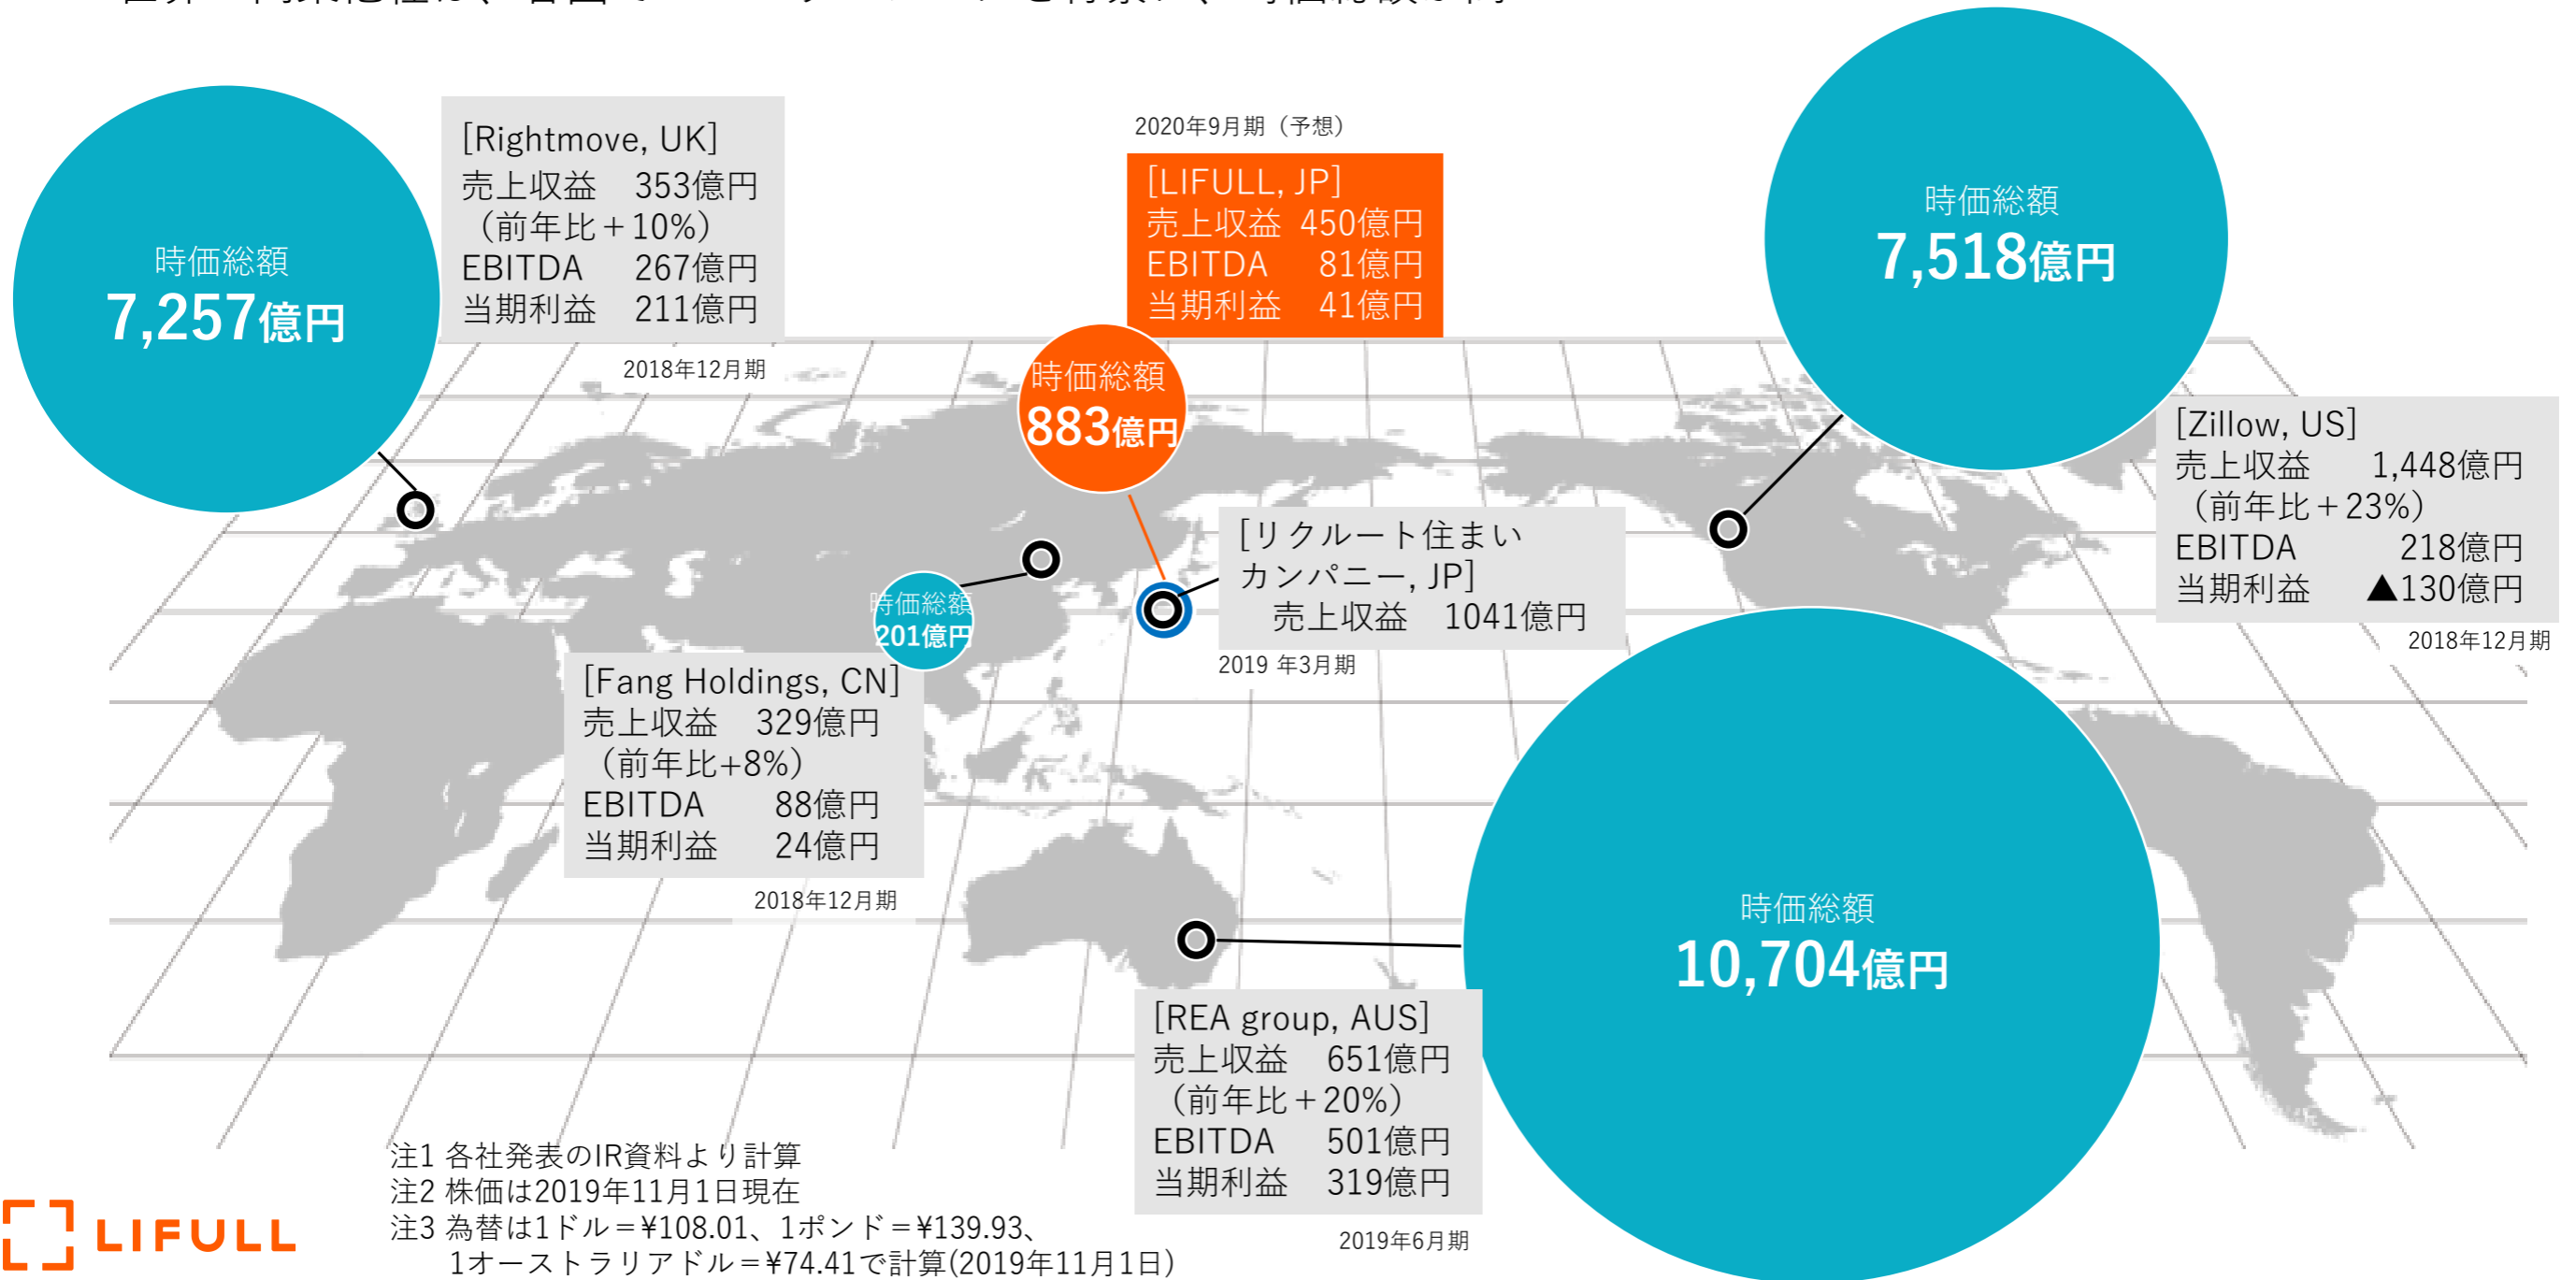 [Rightmove, UK]
売上収益 353億円
（前年比＋10%）
EBITDA 267億円
当期利益 211億円
2018年12月期
時価総額
7,257億円
2020年9月期（予想）
[LIFULL, JP]
売上収益 450億円
EBITDA 81億円
当期利益 41億円
時価総額
883億円
時価総額
7,518億円
[Zillow, US]
売上収益 1,448億円
（前年比＋23%）
EBITDA 218億円
当期利益 ▲130億円
2018年12月期
[リクルート住まい
カンパニー, JP]
売上収益 1041億円
2019 年3月期
時価総額
201億円
[Fang Holdings, CN]
売上収益 329億円
（前年比+8%）
EBITDA 88億円
当期利益 24億円
2018年12月期
時価総額
10,704億円
[REA group, AUS]
売上収益 651億円
（前年比＋20%）
EBITDA 501億円
当期利益 319億円
2019年6月期
注1 各社発表のIR資料より計算
注2 株価は2019年11月1日現在
注3 為替は1ドル＝¥108.01、1ポンド＝¥139.93、
1オーストラリアドル＝¥74.41で計算(2019年11月1日)
LIFULL